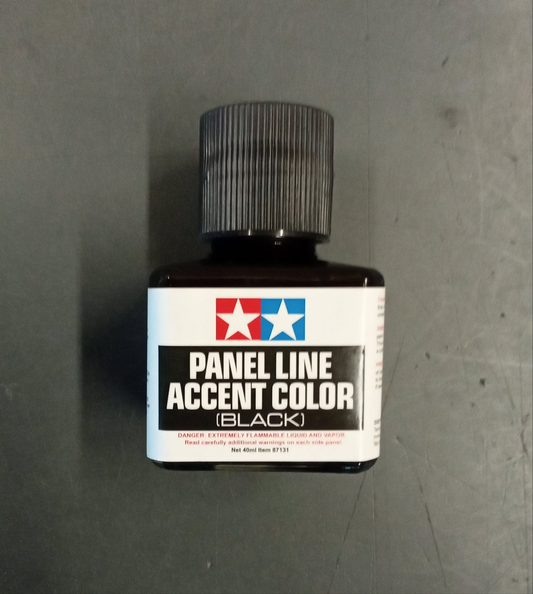 PANEL LINE
ACCENT COLOR
(BLACK)
DANGER: EXTREMELY FLAMMABLE LIQUID AND VAPOR.
Read carefully additional warnings on each side panel.
Net 40ml Item 87131